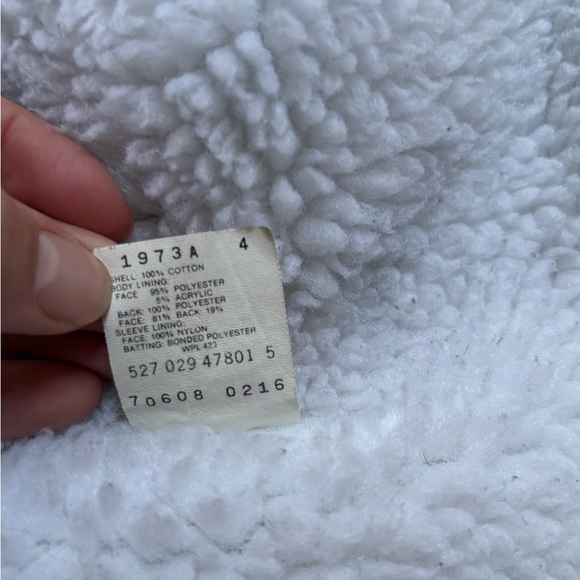 1973A 4
SHELL: 100% COTTON
BODY LINING:
FACE 95% POLYESTER
5% ACRYLIC
BACK: 100% POLYESTER
FACE: 81% BACK: 19%
SLEEVE LINING:
FACE: 100% NYLON
BATTING: BONDED POLYESTER
WPL 423
527 029 47801 5
70608 0216